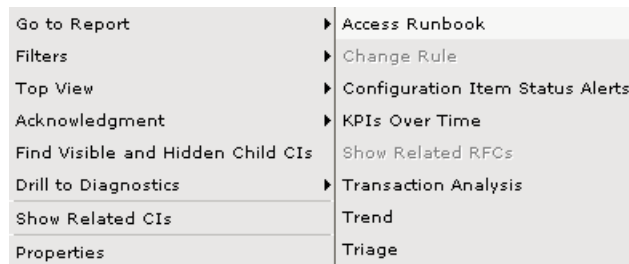 Go to Report
Filters
Top View
Acknowledgment
Find Visible and Hidden Child CIs
Drill to Diagnostics
Show Related CIs
Properties
Access Runbook
Change Rule
Configuration Item Status Alerts
KPIs Over Time
Show Related RFCs
Transaction Analysis
Trend
Triage